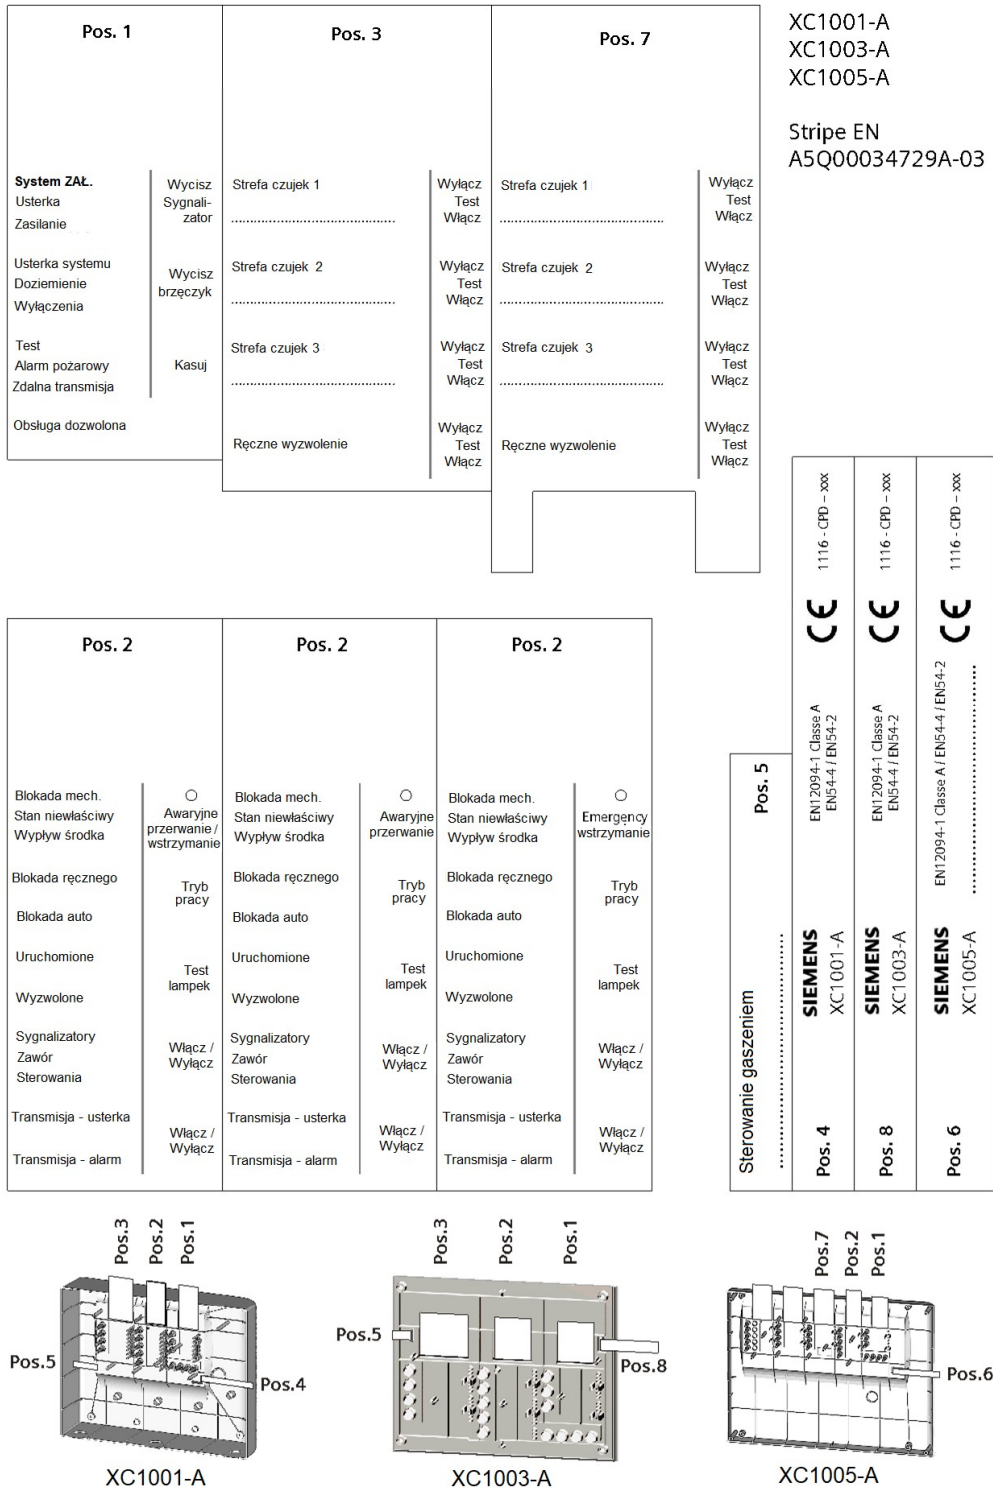 Pos. 1
System ZAŁ.
Usterka
Zasilanie
Usterka systemu
Doziemienie
Wyłączenia
Test
Alarm pożarowy
Zdalna transmisja
Obsługa dozwolona
Wycisz
Sygnali-
zator
Wycisz
brzęczyk
Kasuj
Pos. 3
Strefa czujek 1
Wyłącz
Test
Włącz
Strefa czujek 2
Wyłącz
Test
Włącz
Strefa czujek 3
Wyłącz
Test
Włącz
Ręczne wyzwolenie
Wyłącz
Test
Włącz
Pos. 7
Strefa czujek 1
Wyłącz
Test
Włącz
Strefa czujek 2
Wyłącz
Test
Włącz
Strefa czujek 3
Wyłącz
Test
Włącz
Ręczne wyzwolenie
Wyłącz
Test
Włącz
XC1001-A
XC1003-A
XC1005-A
Stripe EN
A5Q00034729A-03
Pos. 2
Blokada mech.
Stan niewłaściwy
Wypływ środka
Blokada ręcznego
Blokada auto
Uruchomione
Wyzwolone
Sygnalizatory
Zawór
Sterowania
Transmisja - usterka
Transmisja - alarm
Awaryjne
przerwanie /
wstrzymanie
Tryb
pracy
Test
lampek
Włącz /
Wyłącz
Włącz /
Wyłącz
Pos. 2
Blokada mech.
Stan niewłaściwy
Wypływ środka
Blokada ręcznego
Blokada auto
Uruchomione
Wyzwolone
Sygnalizatory
Zawór
Sterowania
Transmisja - usterka
Transmisja - alarm
Awaryjne
przerwanie
Tryb
pracy
Test
lampek
Włącz /
Wyłącz
Włącz /
Wyłącz
Pos. 2
Blokada mech.
Stan niewłaściwy
Wypływ środka
Blokada ręcznego
Blokada auto
Uruchomione
Wyzwolone
Sygnalizatory
Zawór
Sterowania
Transmisja - usterka
Transmisja - alarm
Emergency
wstrzymanie
Tryb
pracy
Test
lampek
Włącz /
Wyłącz
Włącz /
Wyłącz
Sterowanie gaszeniem
Pos. 5
Pos. 4
SIEMENS
XC1001-A
EN12094-1 Classe A
EN54-4 / EN54-2
CE
1116 - CPD – xxx
Pos. 8
SIEMENS
XC1003-A
EN12094-1 Classe A
EN54-4 / EN54-2
CE
1116 - CPD – xxx
Pos. 6
SIEMENS
XC1005-A
EN12094-1 Classe A / EN54-4 / EN54-2
CE
1116 - CPD – xxx
Pos.3
Pos.2
Pos.1
Pos.5
Pos.4
XC1001-A
Pos.3
Pos.2
Pos.1
Pos.5
Pos.8
XC1003-A
Pos.7
Pos.2
Pos.1
Pos.6
XC1005-A